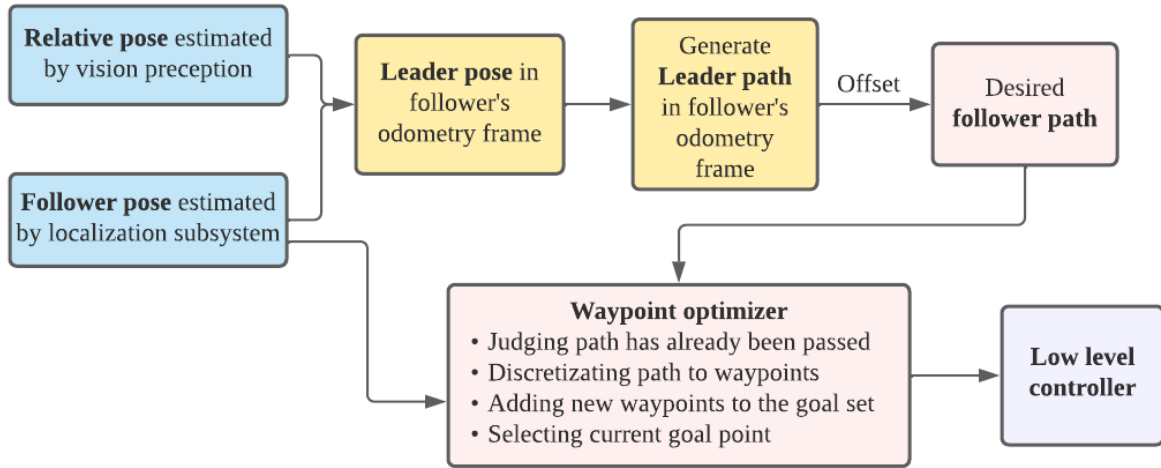 Relative pose estimated
by vision preception
Follower pose estimated
by localization subsystem
Leader pose in
follower's
odometry frame
Generate
Leader path
in follower's
odometry
frame
Offset
Desired
follower path
Waypoint optimizer
• Judging path has already been passed
• Discretizating path to waypoints
• Adding new waypoints to the goal set
• Selecting current goal point
Low level
controller